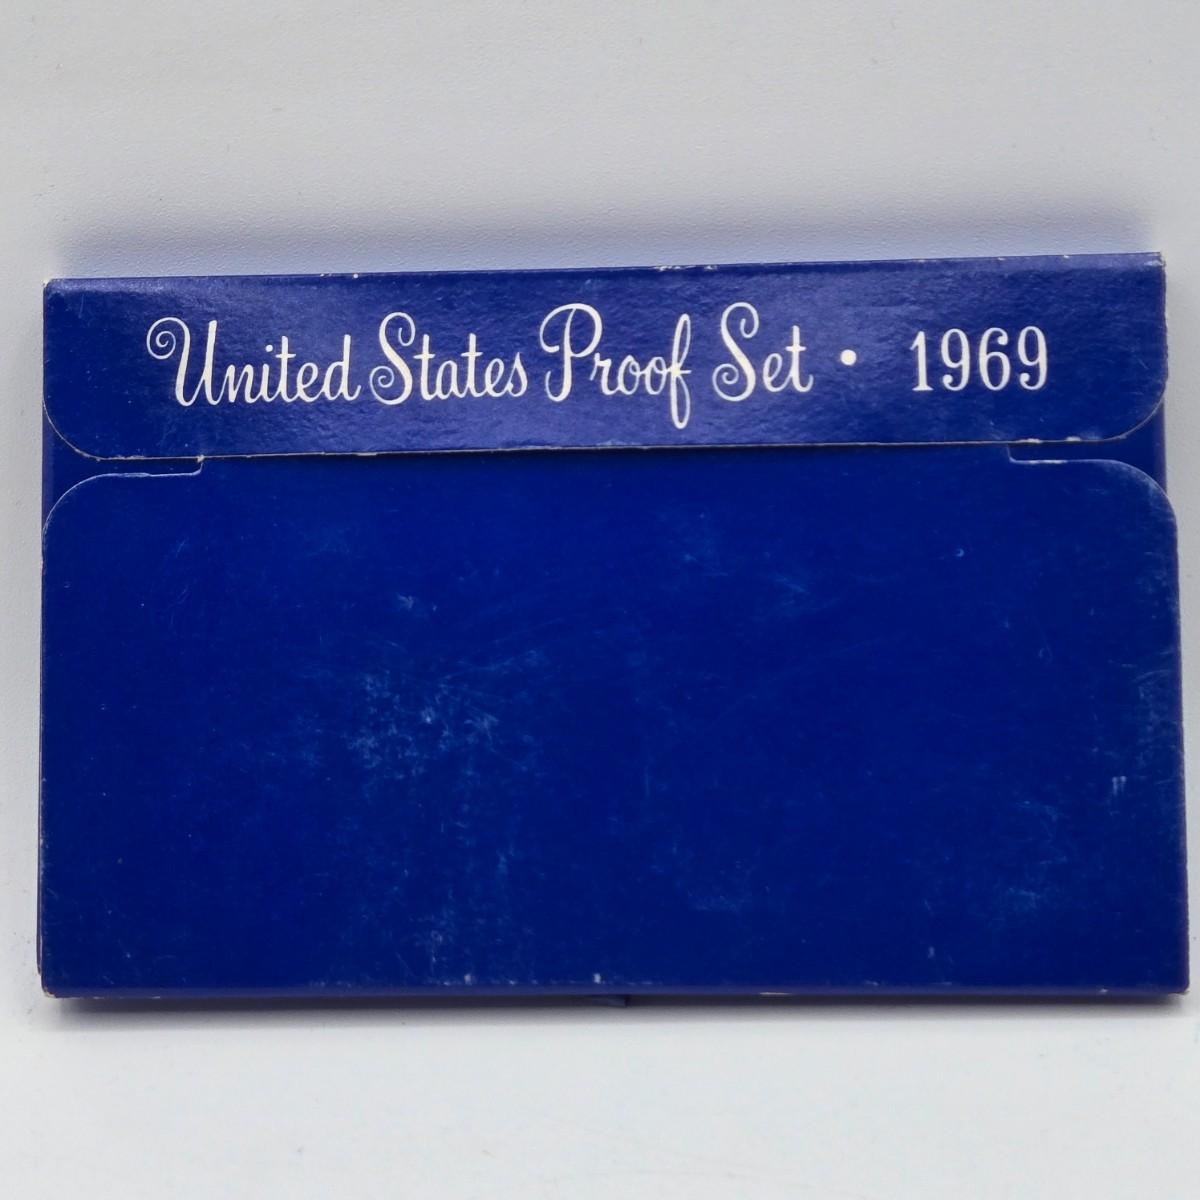 United States Proof Set • 1969